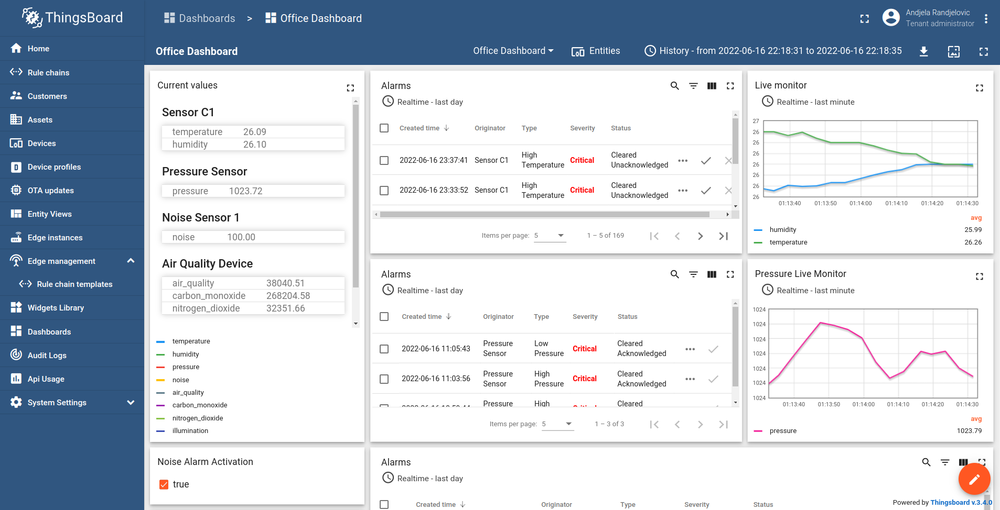 ThingsBoard
Home
Rule chains
Customers
Assets
Devices
Device profiles
OTA updates
Entity Views
Edge instances
Edge management
Rule chain templates
Widgets Library
Dashboards
Audit Logs
Api Usage
System Settings
Dashboards > Office Dashboard
Andjela Randjelovic
Tenant administrator
Office Dashboard
Office Dashboard
Entities
History - from 2022-06-16 22:18:31 to 2022-06-16 22:18:35
Current values
Sensor C1
temperature 26.09
humidity 26.10
Pressure Sensor
pressure 1023.72
Noise Sensor 1
noise 100.00
Air Quality Device
air_quality 38040.51
carbon_monoxide 268204.58
nitrogen_dioxide 32351.66
temperature
humidity
pressure
noise
air_quality
carbon_monoxide
nitrogen_dioxide
illumination
Noise Alarm Activation
true
Alarms
Realtime - last day
Created time Originator Type Severity Status
2022-06-16 23:37:41 Sensor C1 High Temperature Critical Cleared Unacknowledged
2022-06-16 23:33:52 Sensor C1 High Temperature Critical Cleared Unacknowledged
Items per page: 5 1 – 5 of 169
Alarms
Realtime - last day
Created time Originator Type Severity Status
2022-06-16 11:05:43 Pressure Sensor Low Pressure Critical Cleared Acknowledged
2022-06-16 11:03:56 Pressure Sensor High Pressure Critical Cleared Acknowledged
Pressure High Cleared
Items per page: 5 1 – 3 of 3
Alarms
Realtime - last day
Created time Originator Type Severity Status
Live monitor
Realtime - last minute
27
26
26
26
26
26
26
26
01:13:40 01:13:50 01:14:00 01:14:10 01:14:20 01:14:30
avg
humidity 25.99
temperature 26.26
Pressure Live Monitor
Realtime - last minute
1024
1024
1024
1024
1024
1024
1024
01:13:40 01:13:50 01:14:00 01:14:10 01:14:20 01:14:30
avg
pressure 1023.79
Powered by Thingsboard v.3.4.0